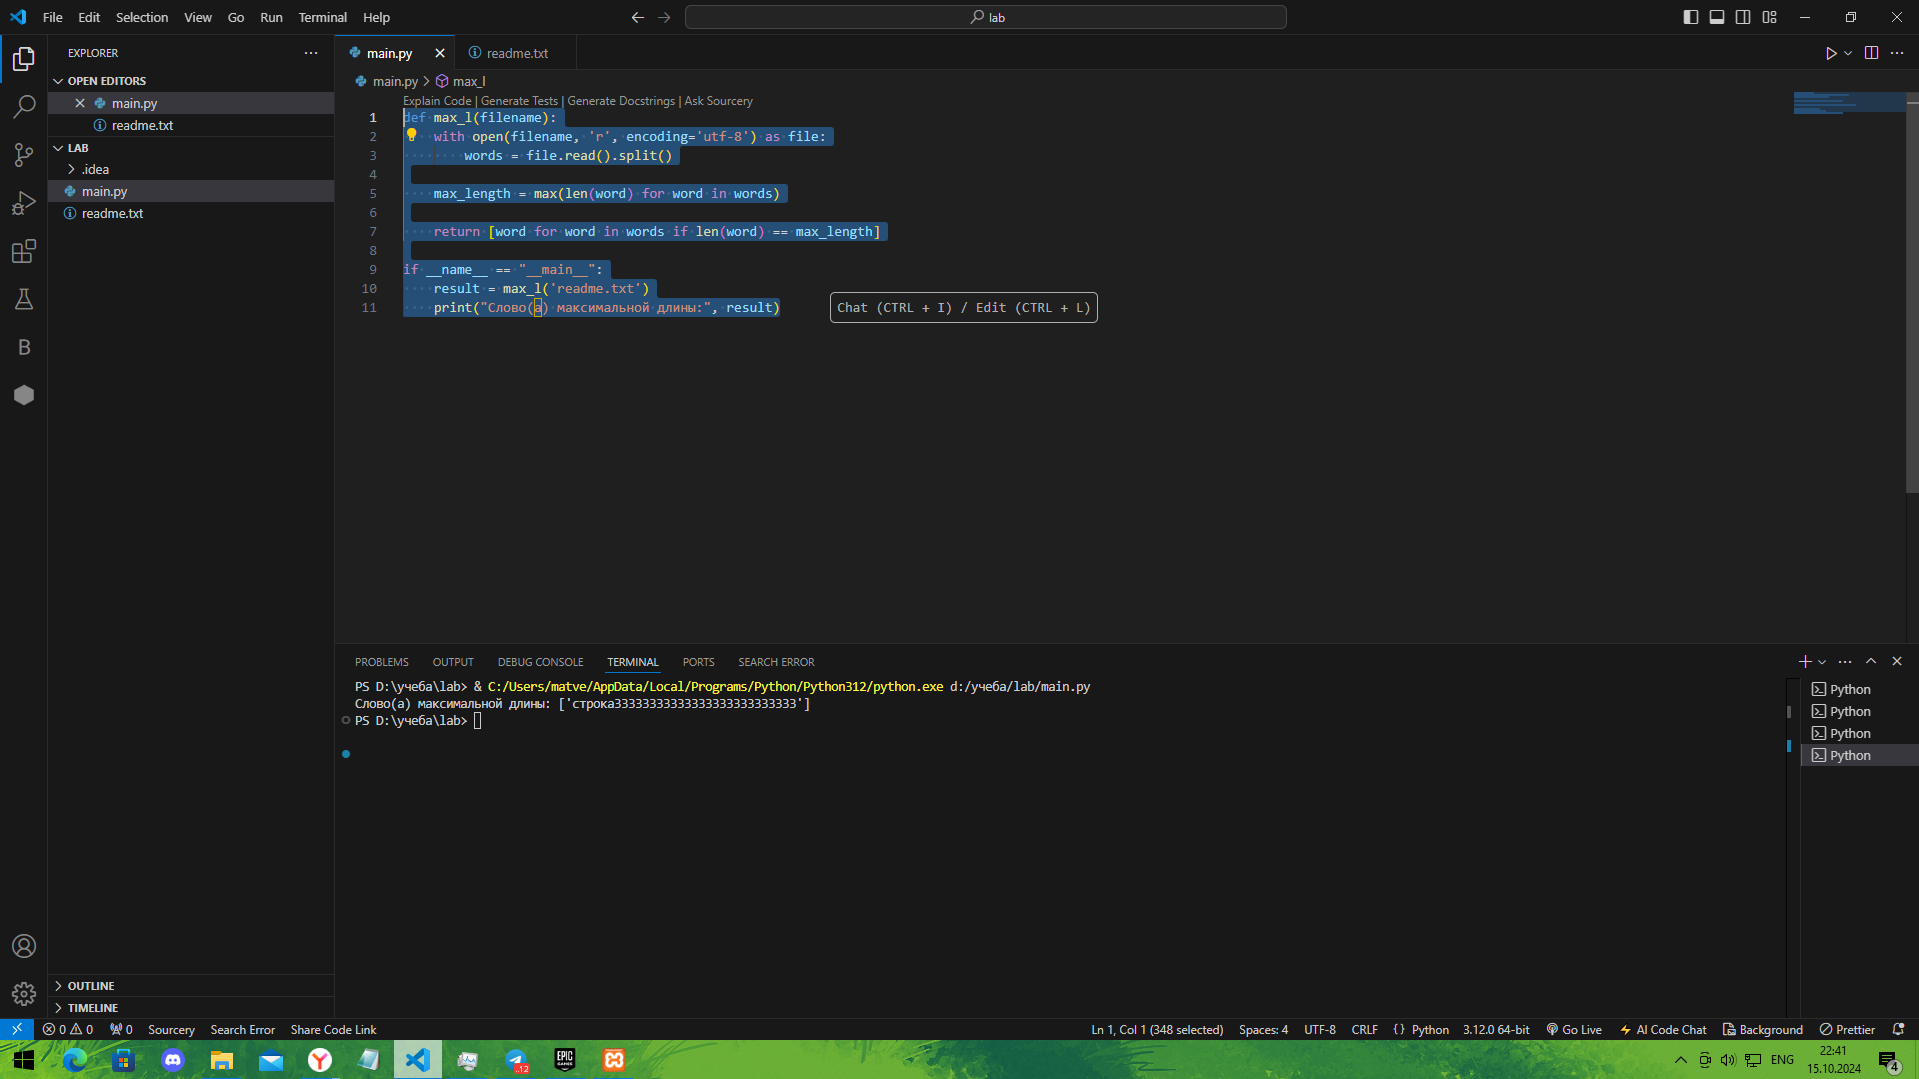 File Edit Selection View Go Run Terminal Help
lab
EXPLORER
OPEN EDITORS
main.py
readme.txt
LAB
.idea
main.py
readme.txt
OUTLINE
TIMELINE
main.py
readme.txt
main.py > max_l
Explain Code | Generate Tests | Generate Docstrings | Ask Sourcery
1 def max_l(filename):
2 with open(filename, 'r', encoding='utf-8') as file:
3 words = file.read().split()
4
5 max_length = max(len(word) for word in words)
6
7 return [word for word in words if len(word) == max_length]
8
9 if __name__ == "__main__":
10 result = max_l('readme.txt')
11 print("Слово(а) максимальной длины:", result)
Chat (CTRL + I) / Edit (CTRL + L)
PROBLEMS OUTPUT DEBUG CONSOLE TERMINAL PORTS SEARCH ERROR
PS D:\учеба\lab> & C:/Users/matve/AppData/Local/Programs/Python/Python312/python.exe d:/учеба/lab/main.py
Слово(а) максимальной длины: ['строка33333333333333333333333333']
PS D:\учеба\lab>
Python
Python
Python
Python
0 0 0 Sourcery Search Error Share Code Link
Ln 1, Col 1 (348 selected) Spaces: 4 UTF-8 CRLF {} Python 3.12.0 64-bit Go Live AI Code Chat Background Prettier
EPIC GAMES
12
ENG
22:41
15.10.2024
4